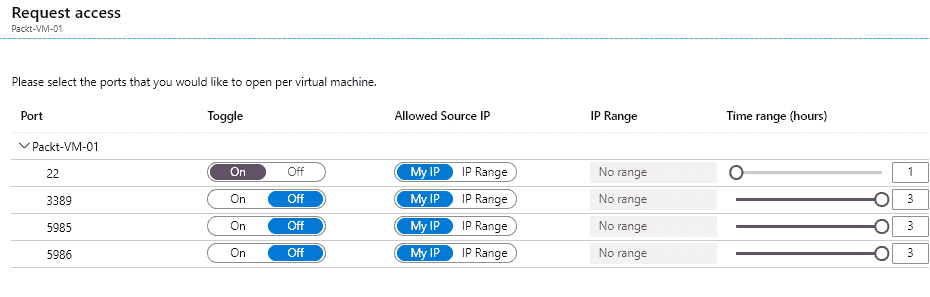 Request access
Packt-VM-01
Please select the ports that you would like to open per virtual machine.
Port Toggle Allowed Source IP IP Range Time range (hours)
Packt-VM-01
22 On Off My IP IP Range No range 1
3389 On Off My IP IP Range No range 3
5985 On Off My IP IP Range No range 3
5986 On Off My IP IP Range No range 3